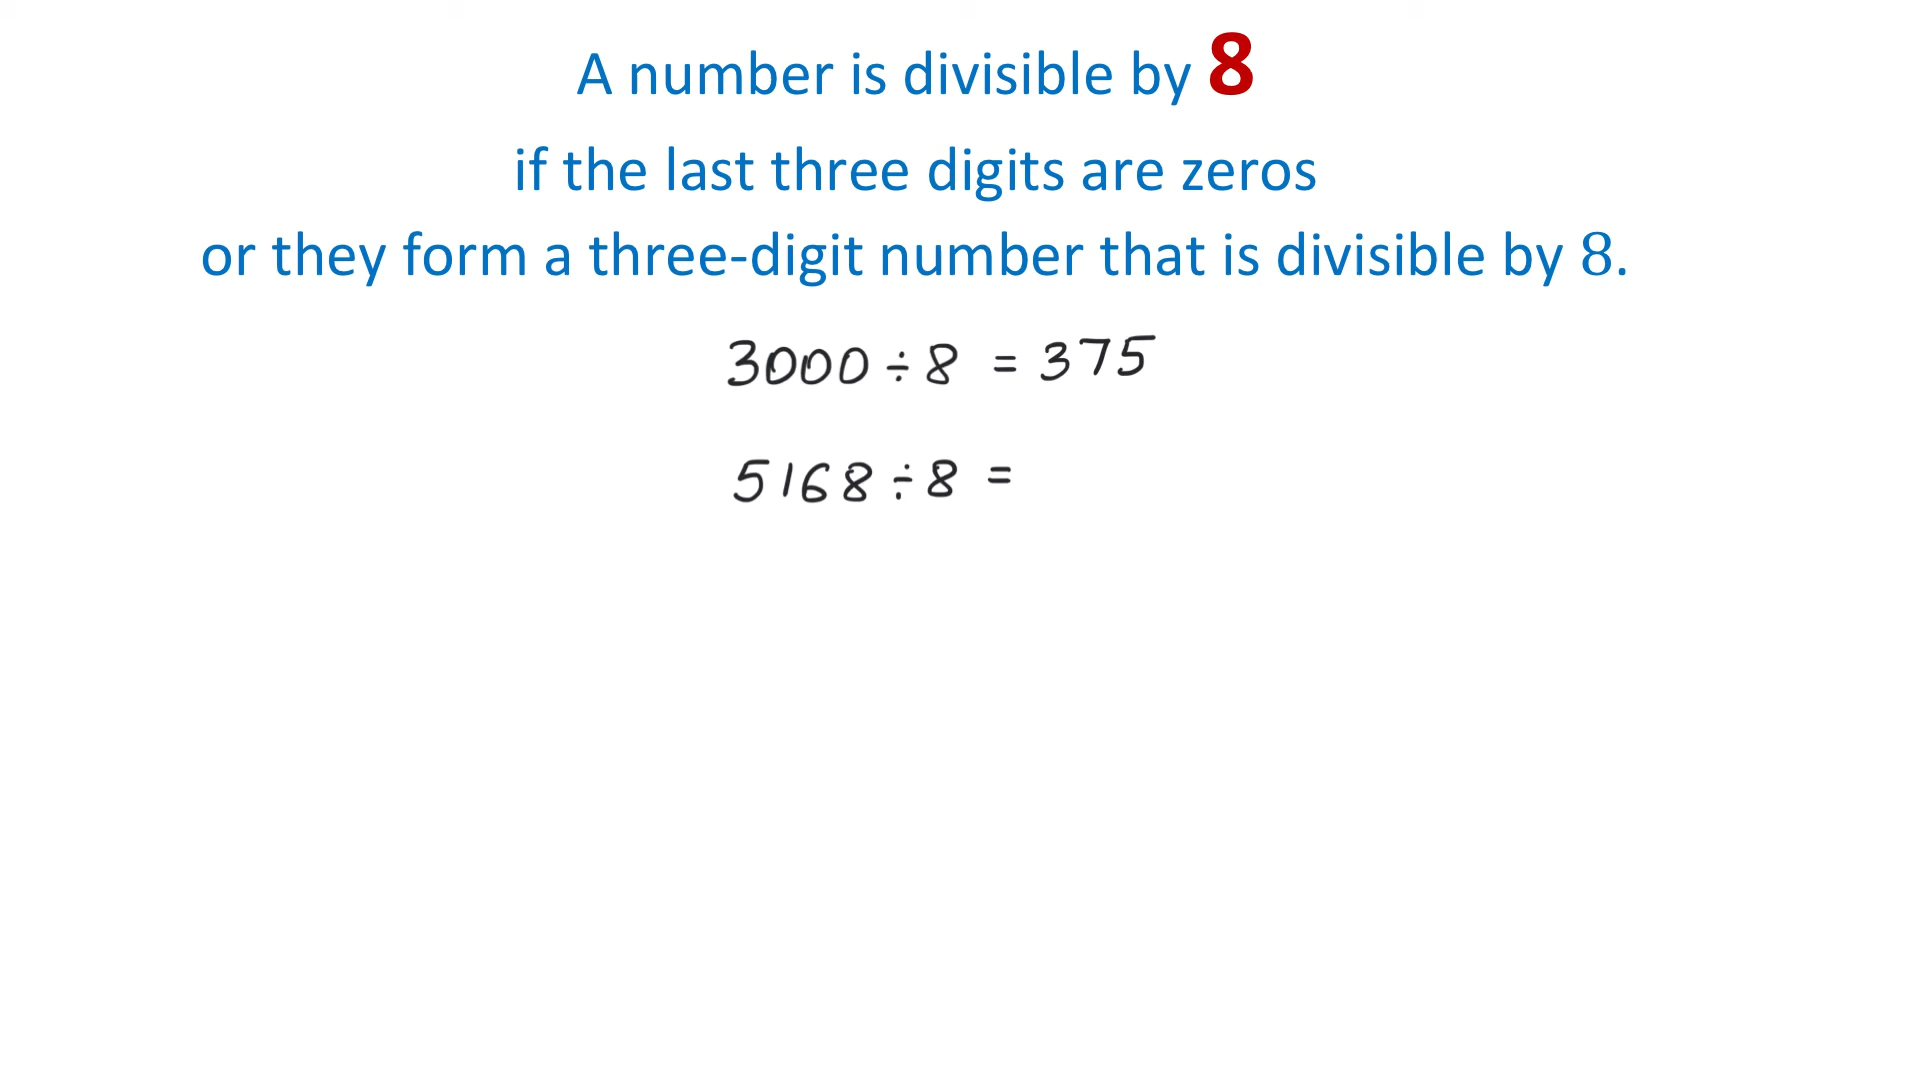 A number is divisible by 8
if the last three digits are zeros
or they form a three-digit number that is divisible by 8.
3000 ÷ 8 = 375
5168 ÷ 8 =